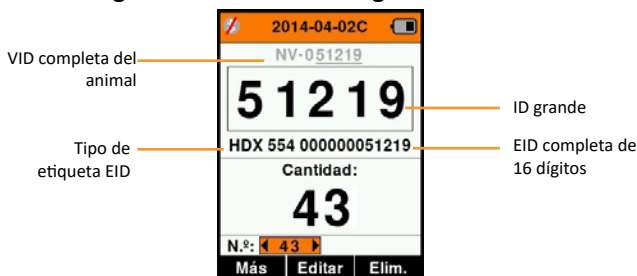 2014-04-02C
NV-051219
VID completa del
animal
51219
ID grande
HDX 554 000000051219
Tipo de
etiqueta EID
EID completa de
16 dígitos
Cantidad:
43
N.º: 43
Más Editar Elim.